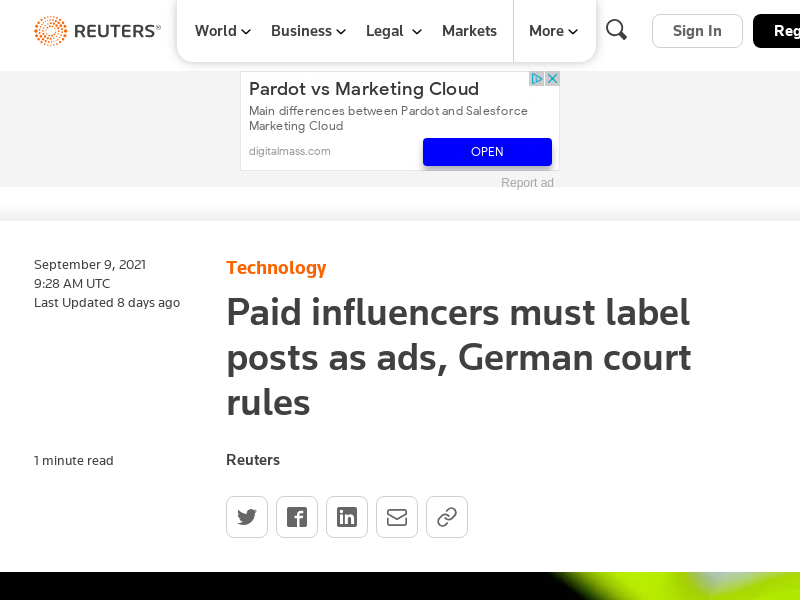 REUTERS®
World
Business
Legal
Markets
More
Sign In
Reg
Pardot vs Marketing Cloud
Main differences between Pardot and Salesforce
Marketing Cloud
digitalmass.com
OPEN
Report ad
September 9, 2021
9:28 AM UTC
Last Updated 8 days ago
Technology
Paid influencers must label
posts as ads, German court
rules
1 minute read
Reuters